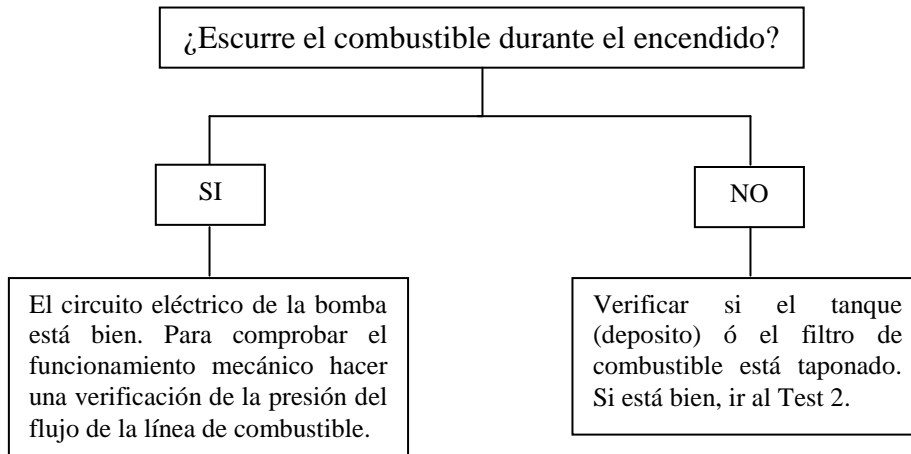 ¿Escurre el combustible durante el encendido?
SI
NO
El circuito eléctrico de la bomba
está bien. Para comprobar el
funcionamiento mecánico hacer
una verificación de la presión del
flujo de la línea de combustible.
Verificar si el tanque
(deposito) ó el filtro de
combustible está taponado.
Si está bien, ir al Test 2.